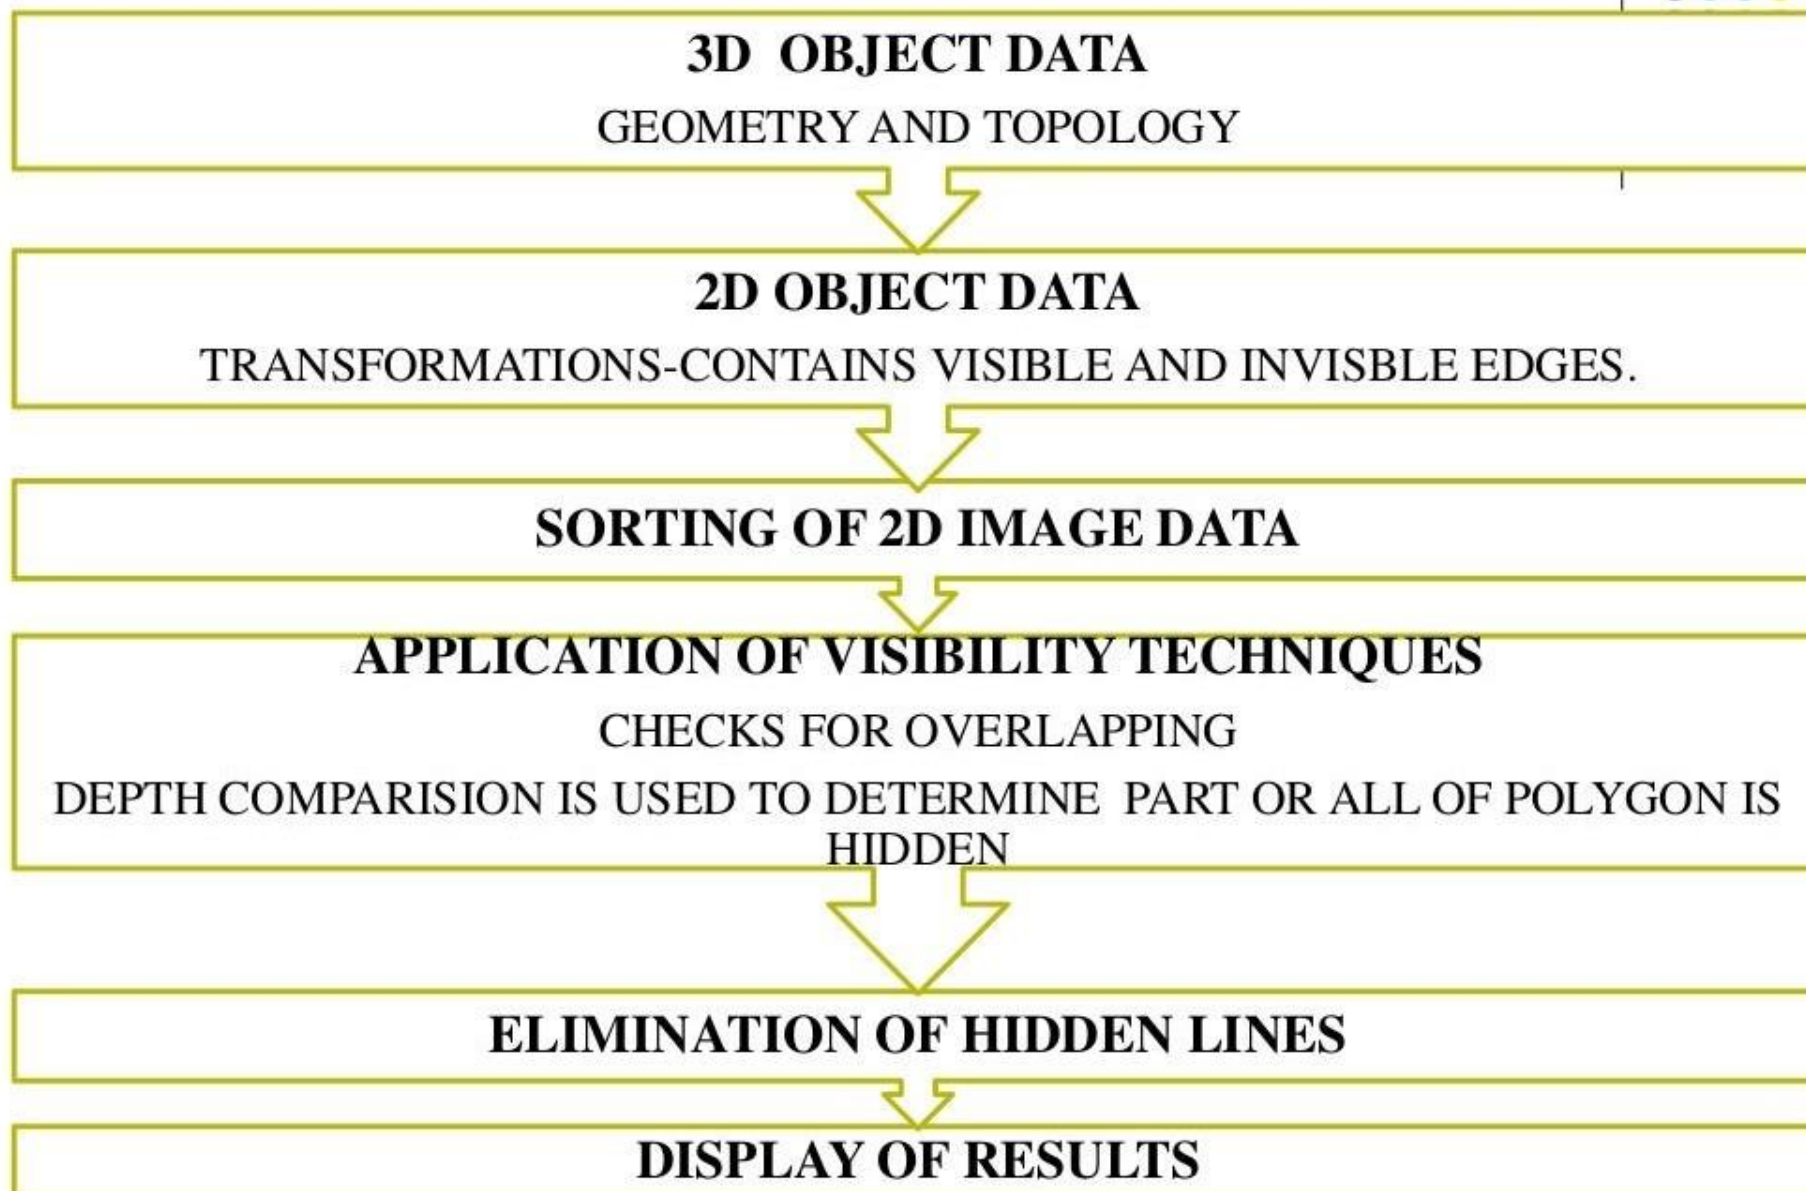 3D OBJECT DATA
GEOMETRY AND TOPOLOGY
2D OBJECT DATA
TRANSFORMATIONS-CONTAINS VISIBLE AND INVISBLE EDGES.
SORTING OF 2D IMAGE DATA
APPLICATION OF VISIBILITY TECHNIQUES
CHECKS FOR OVERLAPPING
DEPTH COMPARISION IS USED TO DETERMINE PART OR ALL OF POLYGON IS
HIDDEN
ELIMINATION OF HIDDEN LINES
DISPLAY OF RESULTS